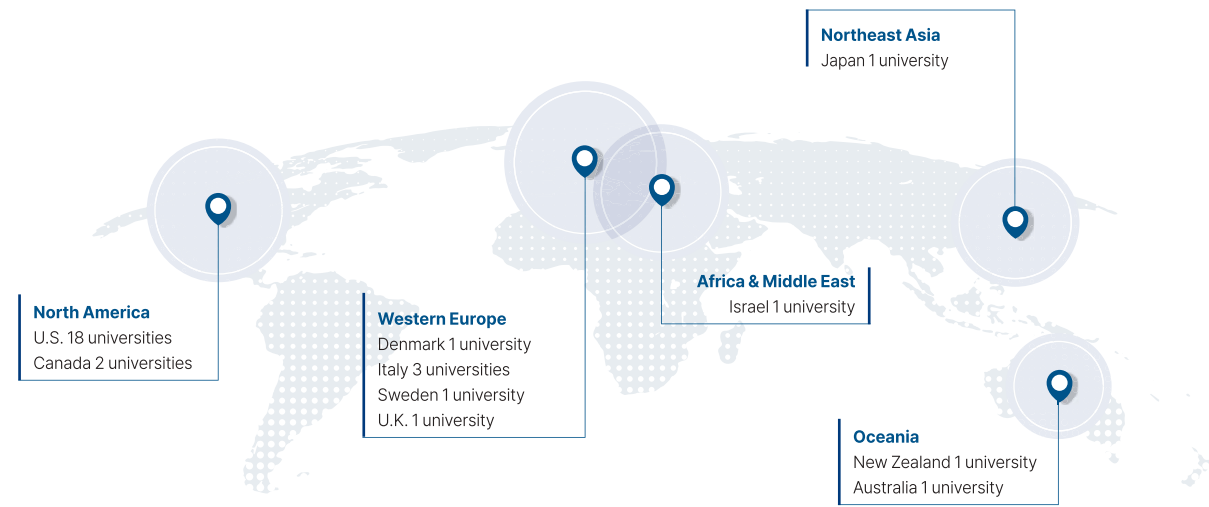 Northeast Asia
Japan 1 university
North America
U.S. 18 universities
Canada 2 universities
Western Europe
Denmark 1 university
Italy 3 universities
Sweden 1 university
U.K. 1 university
Africa & Middle East
Israel 1 university
Oceania
New Zealand 1 university
Australia 1 university